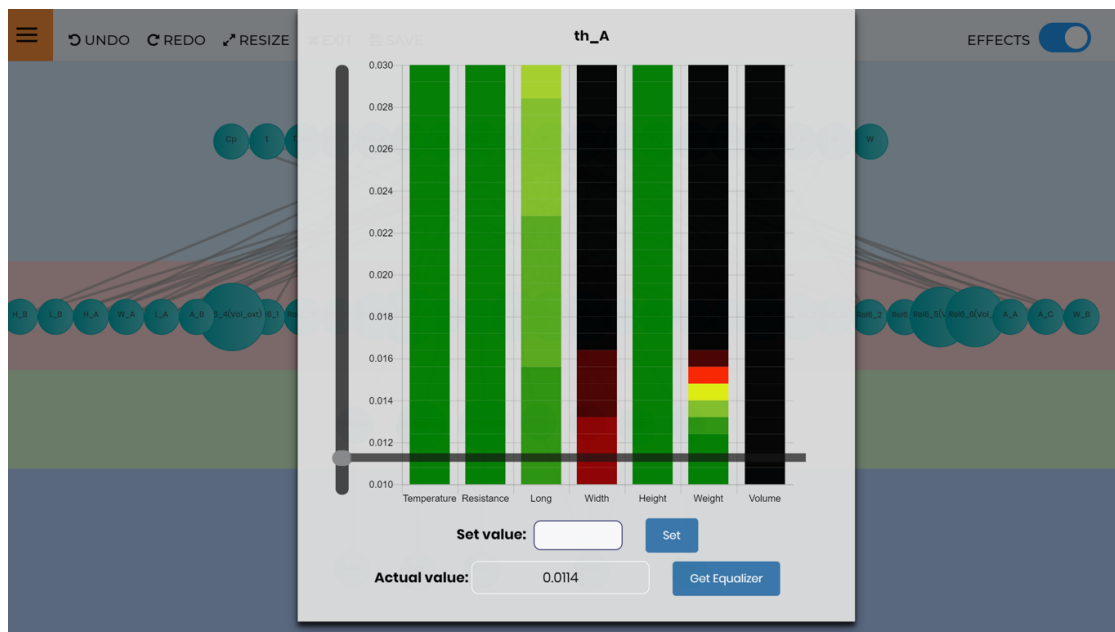 UNDO REDO RESIZE EXIT SAVE EFFECTS
th_A
0.030
0.028
0.026
0.024
0.022
0.020
0.018
0.016
0.014
0.012
0.010
Temperature Resistance Long Width Height Weight Volume
Cp t W
H_B L_B H_A W_A L_A A_B A_A A_C W_B
Set value: Set
Actual value: 0.0114 Get Equalizer